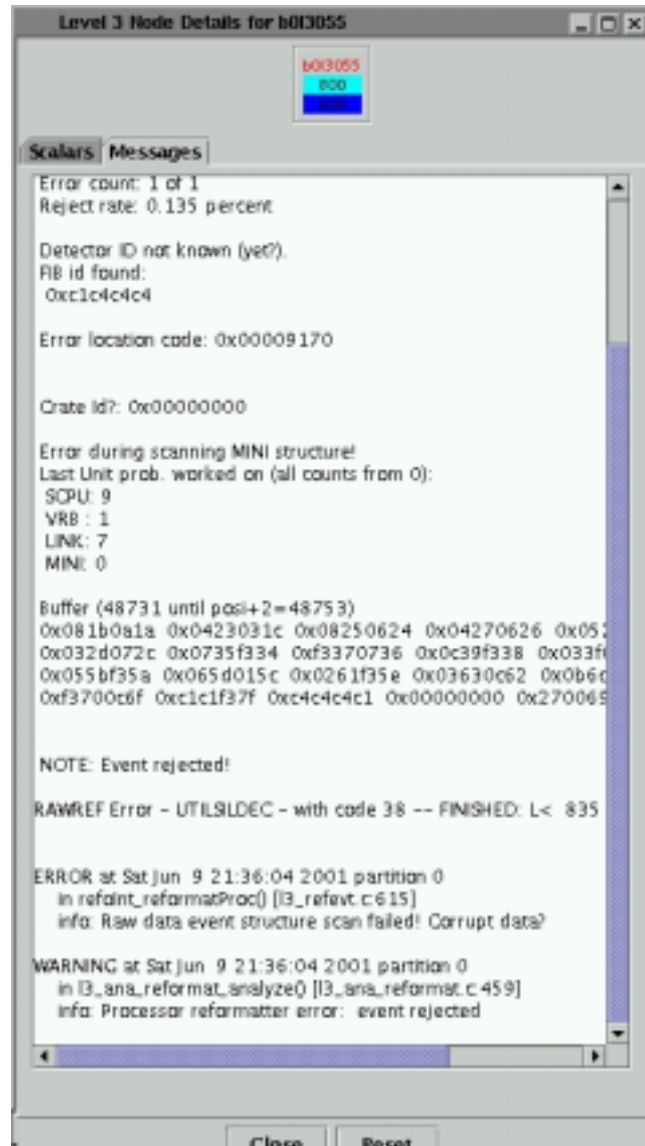 Level 3 Node Details for b0l3055
b0l3055
800
Scalars Messages
Error count: 1 of 1
Reject rate: 0.135 percent
Detector ID not known (yet?).
FIB id found:
0xc1c4c4c4
Error location code: 0x00009170
Crate Id?: 0x00000000
Error during scanning MINI structure!
Last Unit prob. worked on (all counts from 0):
SCPU: 9
VRB : 1
LINK: 7
MINI: 0
Buffer (48731 until posi+2=48753)
0x081b0a1a 0x0423031c 0x08250624 0x04270626 0x052
0x032d072c 0x0735f334 0xf3370736 0x0c39f338 0x033f
0x055bf35a 0x065d015c 0x0261f35e 0x03630c62 0x0b6
0xf3700c6f 0xc1c1f37f 0xc4c4c4c1 0x00000000 0x270069
NOTE: Event rejected!
RAWREF Error - UTILSILDEC - with code 38 -- FINISHED: L< 835
ERROR at Sat Jun 9 21:36:04 2001 partition 0
in refoInt_reformatProc() [l3_refevt.c:615]
info: Raw data event structure scan failed! Corrupt data?
WARNING at Sat Jun 9 21:36:04 2001 partition 0
in l3_ana_reformat_analyze() [l3_ana_reformat.c:459]
info: Processor reformatter error: event rejected
Close Reset